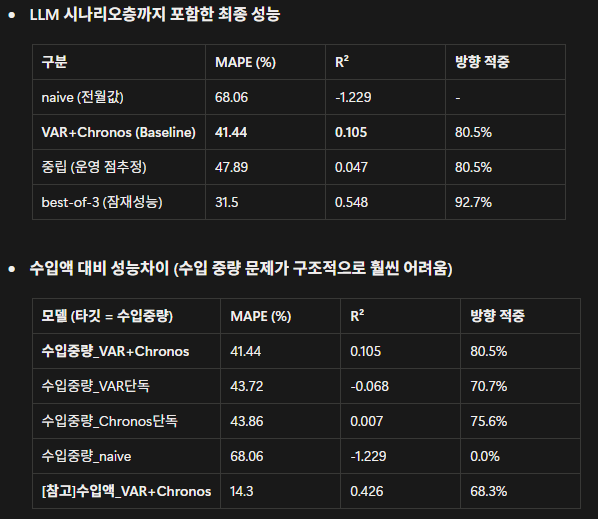 • LLM 시나리오층까지 포함한 최종 성능
구분 MAPE (%) R² 방향 적중
naive (전월값) 68.06 -1.229 -
VAR+Chronos (Baseline) 41.44 0.105 80.5%
중립 (운영 점추정) 47.89 0.047 80.5%
best-of-3 (잠재성능) 31.5 0.548 92.7%
• 수입액 대비 성능차이 (수입 중량 문제가 구조적으로 훨씬 어려움)
모델 (타깃 = 수입중량) MAPE (%) R² 방향 적중
수입중량_VAR+Chronos 41.44 0.105 80.5%
수입중량_VAR단독 43.72 -0.068 70.7%
수입중량_Chronos단독 43.86 0.007 75.6%
수입중량_naive 68.06 -1.229 0.0%
[참고]수입액_VAR+Chronos 14.3 0.426 68.3%